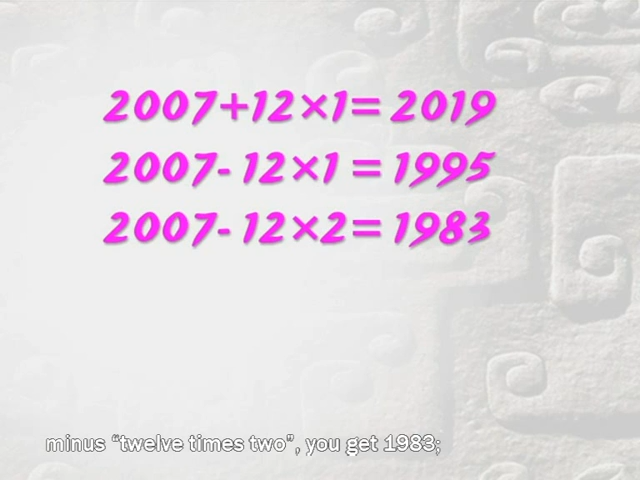 2007+12×1= 2019
2007- 12×1 = 1995
2007- 12×2= 1983
minus “twelve times two”, you get 1983;